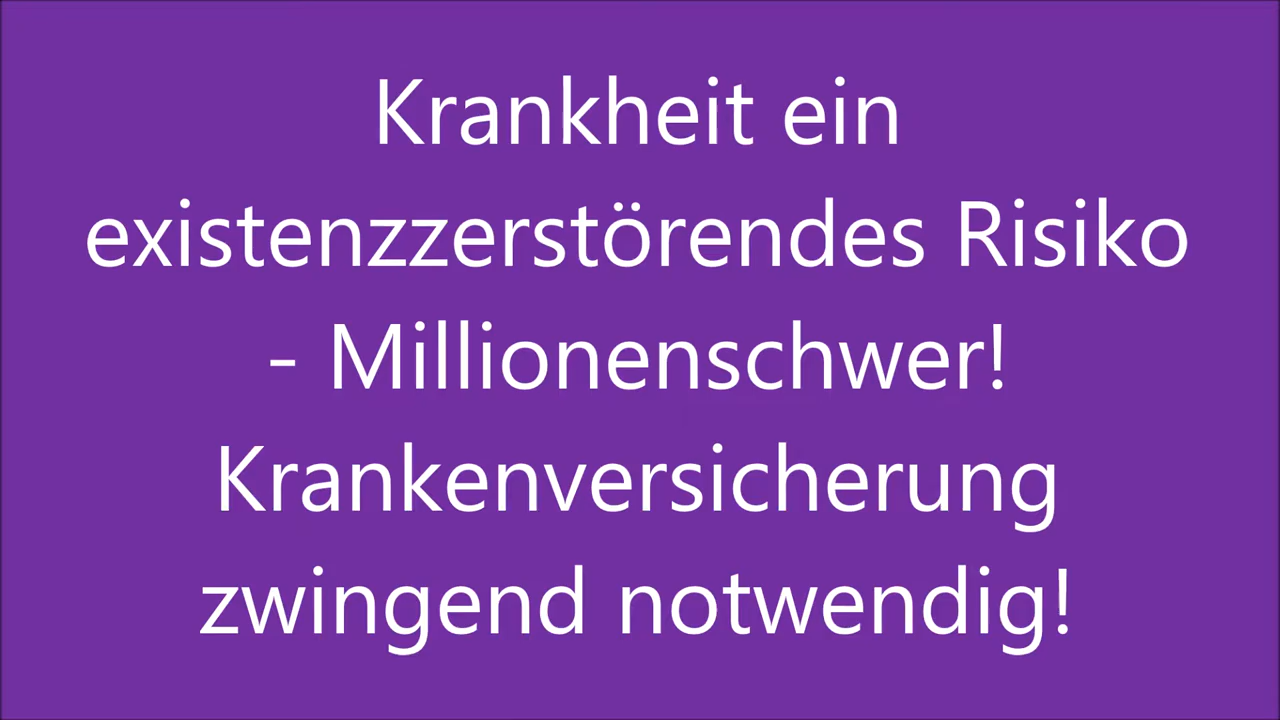 Krankheit ein
existenzzerstörendes Risiko
- Millionenschwer!
Krankenversicherung
zwingend notwendig!